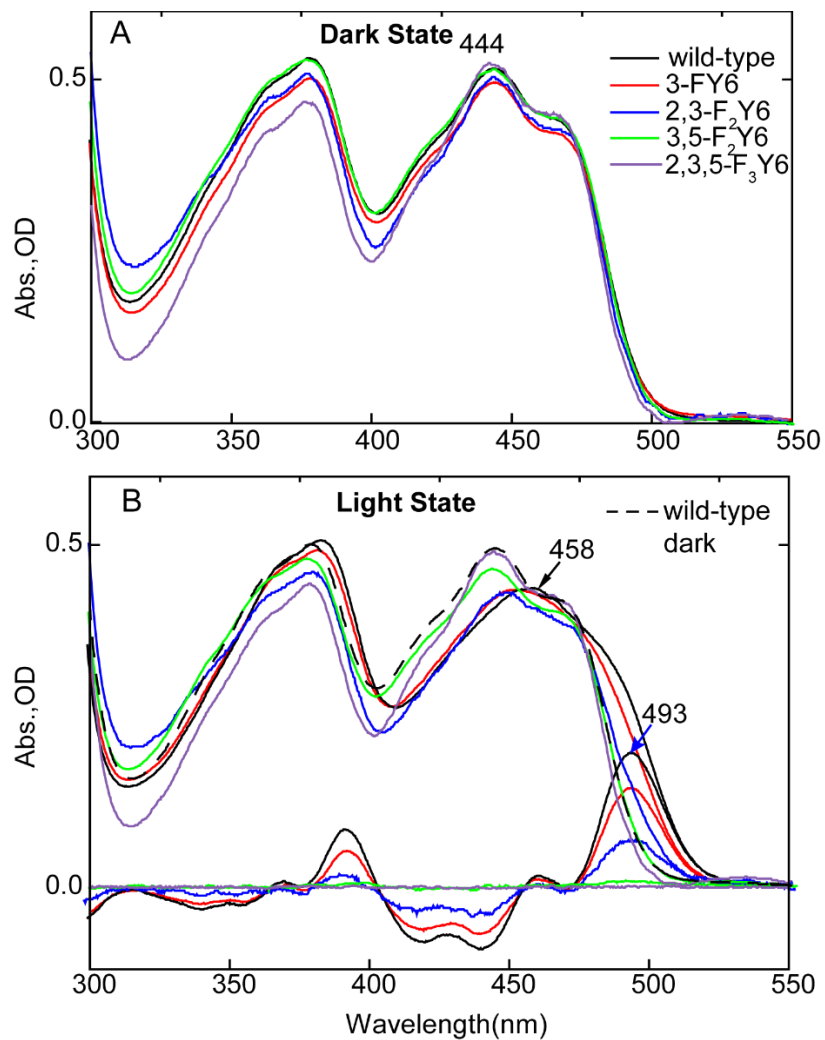 A
Dark State
444
wild-type
3-FY6
2,3-F₂Y6
3,5-F₂Y6
2,3,5-F₃Y6
0.5
Abs.,OD
0.0
300 350 400 450 500 550
B
Light State
wild-type
dark
0.5
458
493
Abs.,OD
0.0
300 350 400 450 500 550
Wavelength(nm)